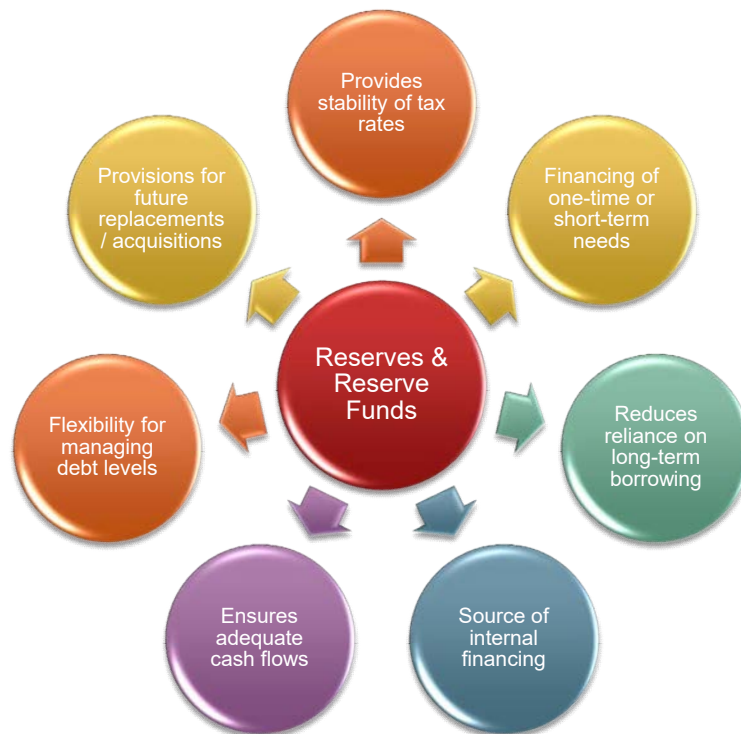 Provides
stability of tax
rates
Financing of
one-time or
short-term
needs
Reduces
reliance on
long-term
borrowing
Source of
internal
financing
Ensures
adequate
cash flows
Flexibility for
managing
debt levels
Provisions for
future
replacements
/ acquisitions
Reserves &
Reserve
Funds